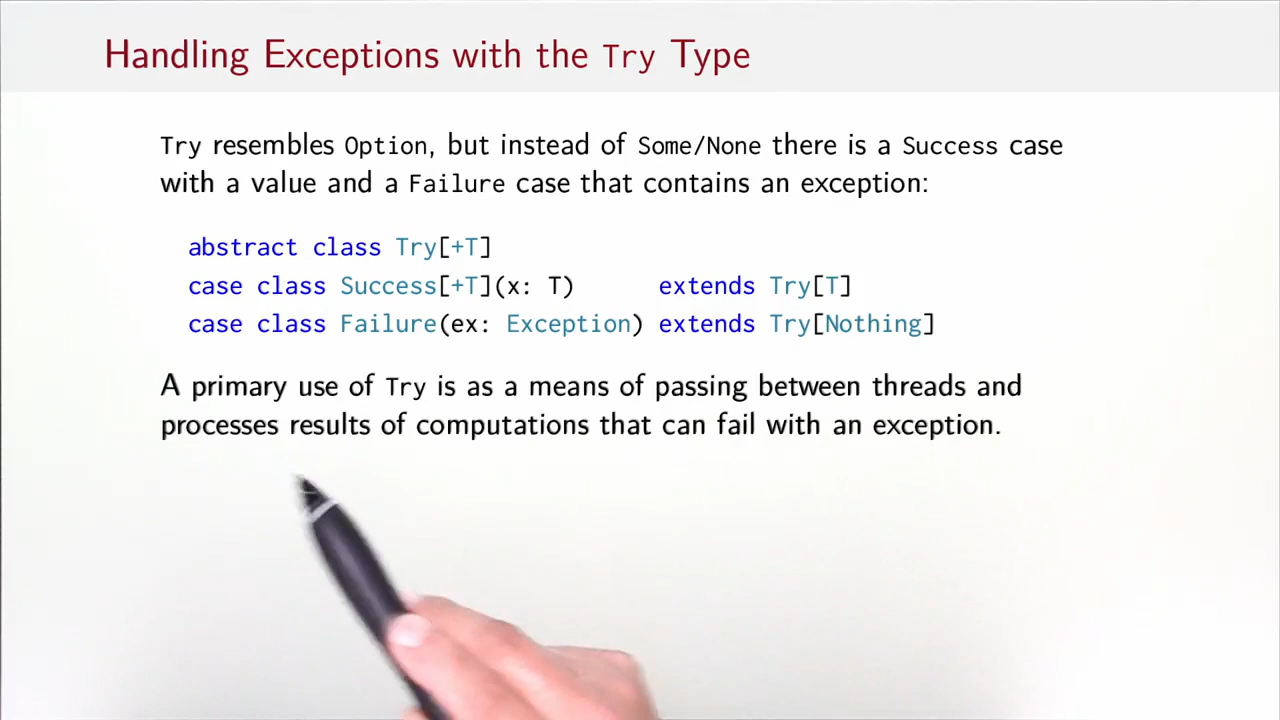 Handling Exceptions with the Try Type
Try resembles Option, but instead of Some/None there is a Success case
with a value and a Failure case that contains an exception:
abstract class Try[+T]
case class Success[+T](x: T) extends Try[T]
case class Failure(ex: Exception) extends Try[Nothing]
A primary use of Try is as a means of passing between threads and
processes results of computations that can fail with an exception.